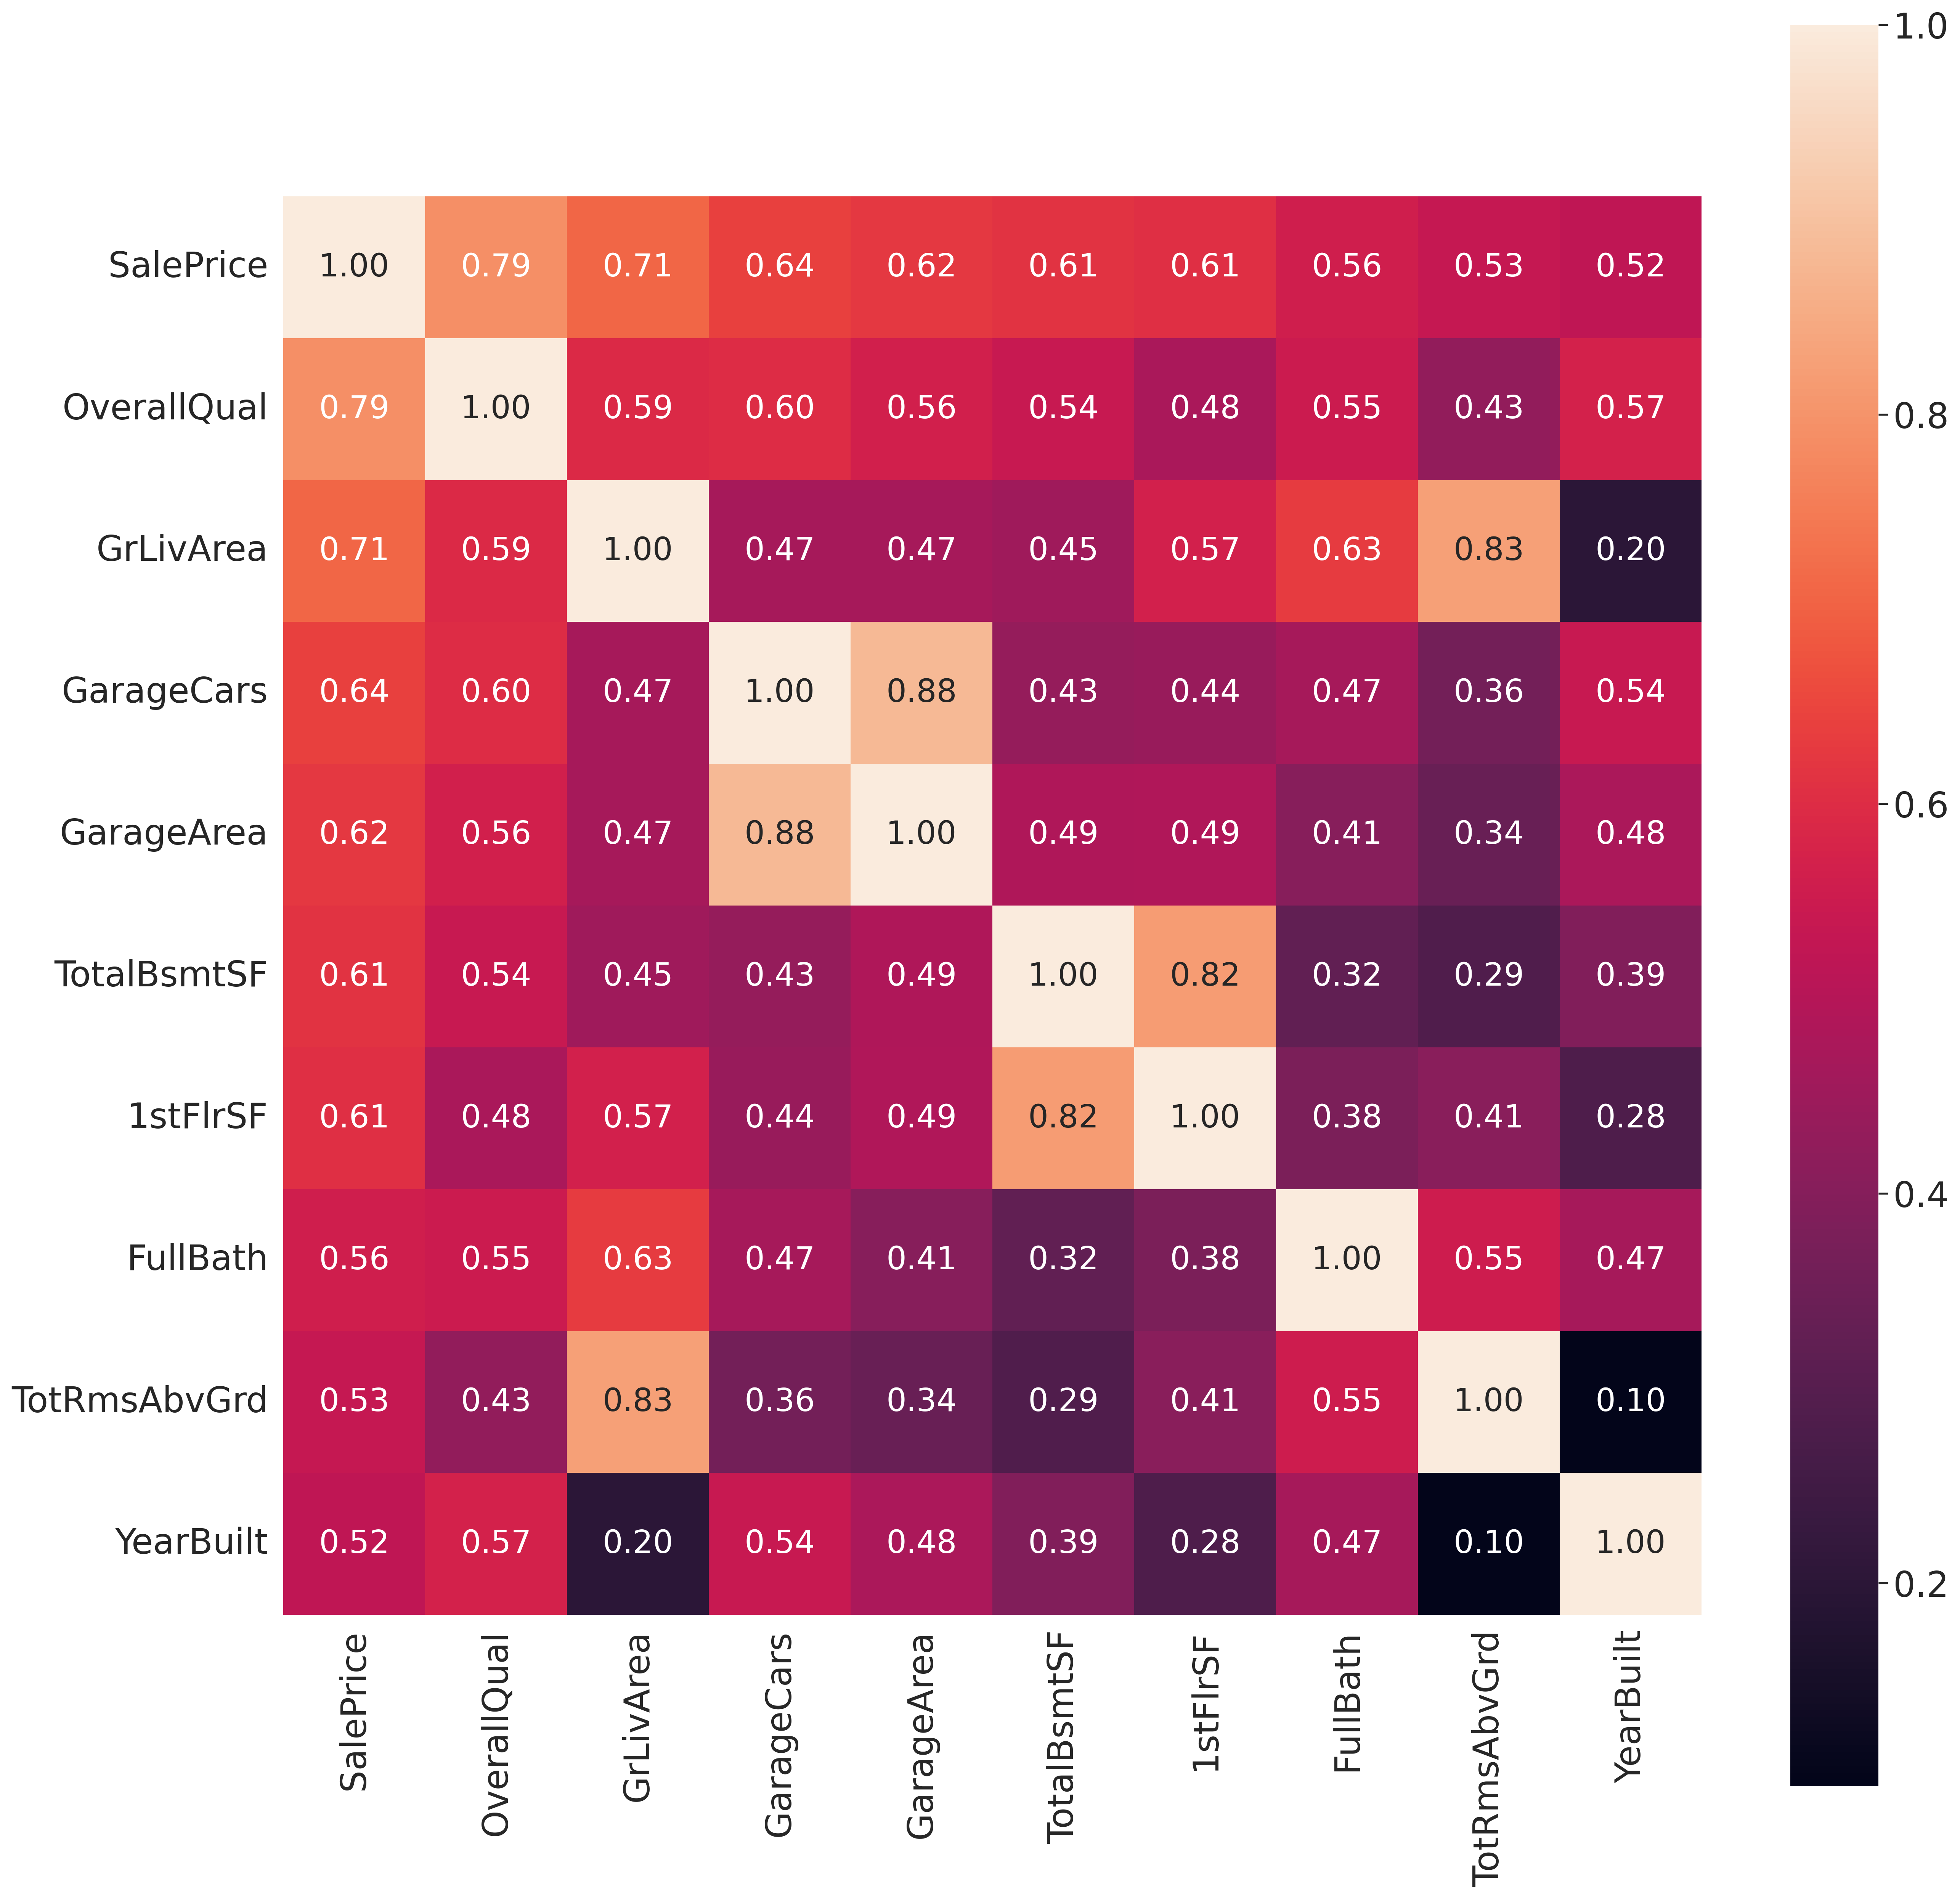 1.0
SalePrice 1.00 0.79 0.71 0.64 0.62 0.61 0.61 0.56 0.53 0.52
OverallQual 0.79 1.00 0.59 0.60 0.56 0.54 0.48 0.55 0.43 0.57
0.8
GrLivArea 0.71 0.59 1.00 0.47 0.47 0.45 0.57 0.63 0.83 0.20
GarageCars 0.64 0.60 0.47 1.00 0.88 0.43 0.44 0.47 0.36 0.54
0.6
GarageArea 0.62 0.56 0.47 0.88 1.00 0.49 0.49 0.41 0.34 0.48
TotalBsmtSF 0.61 0.54 0.45 0.43 0.49 1.00 0.82 0.32 0.29 0.39
1stFlrSF 0.61 0.48 0.57 0.44 0.49 0.82 1.00 0.38 0.41 0.28
0.4
FullBath 0.56 0.55 0.63 0.47 0.41 0.32 0.38 1.00 0.55 0.47
TotRmsAbvGrd 0.53 0.43 0.83 0.36 0.34 0.29 0.41 0.55 1.00 0.10
YearBuilt 0.52 0.57 0.20 0.54 0.48 0.39 0.28 0.47 0.10 1.00
0.2
SalePrice
OverallQual
GrLivArea
GarageCars
GarageArea
TotalBsmtSF
1stFlrSF
FullBath
TotRmsAbvGrd
YearBuilt